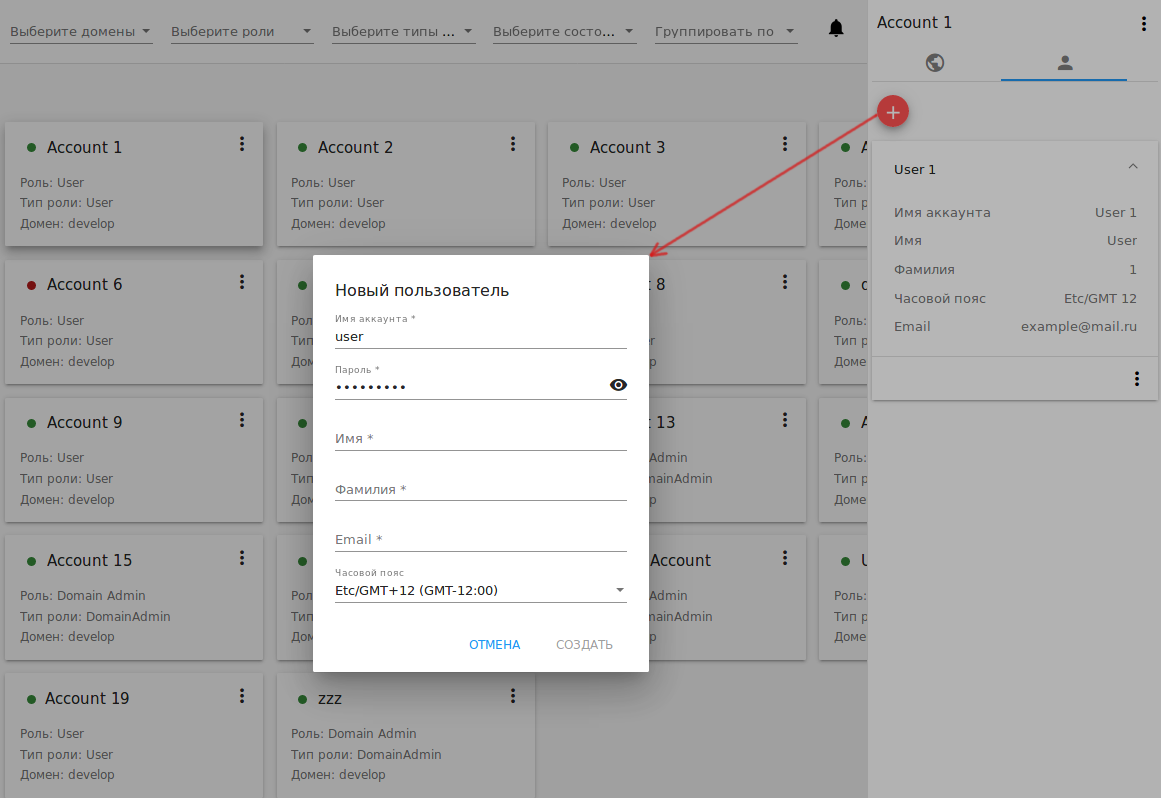 Выберите домены
Выберите роли
Выберите типы ...
Выберите состо...
Группировать по
Account 1
Account 1
Роль: User
Тип роли: User
Домен: develop
Account 2
Роль: User
Тип роли: User
Домен: develop
Account 3
Роль: User
Тип роли: User
Домен: develop
Account 6
Роль: User
Тип роли: User
Домен: develop
8
Account 9
Роль: User
Тип роли: User
Домен: develop
13
Account 15
Роль: Domain Admin
Тип роли: DomainAdmin
Домен: develop
Account
Account 19
Роль: User
Тип роли: User
Домен: develop
zzz
Роль: Domain Admin
Тип роли: DomainAdmin
Домен: develop
Новый пользователь
Имя аккаунта *
user
Пароль *
•••••••••
Имя *
Фамилия *
Email *
Часовой пояс
Etc/GMT+12 (GMT-12:00)
ОТМЕНА
СОЗДАТЬ
User 1
Имя аккаунта User 1
Имя User
Фамилия 1
Часовой пояс Etc/GMT 12
Email example@mail.ru